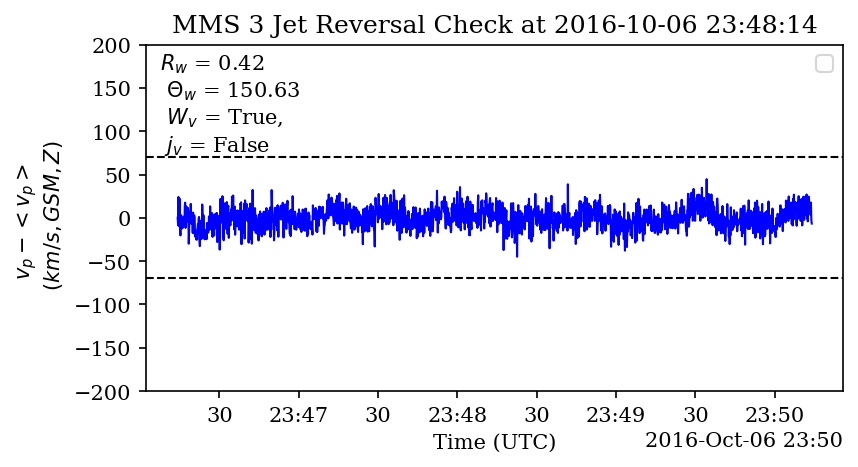 MMS 3 Jet Reversal Check at 2016-10-06 23:48:14
200
150
100
50
0
−50
−100
−150
−200
v_p − < v_p >
(km/s, GSM, Z)
R_w = 0.42
Θ_w = 150.63
W_v = True,
j_v = False
30 23:47 30 23:48 30 23:49 30 23:50
Time (UTC)
2016-Oct-06 23:50